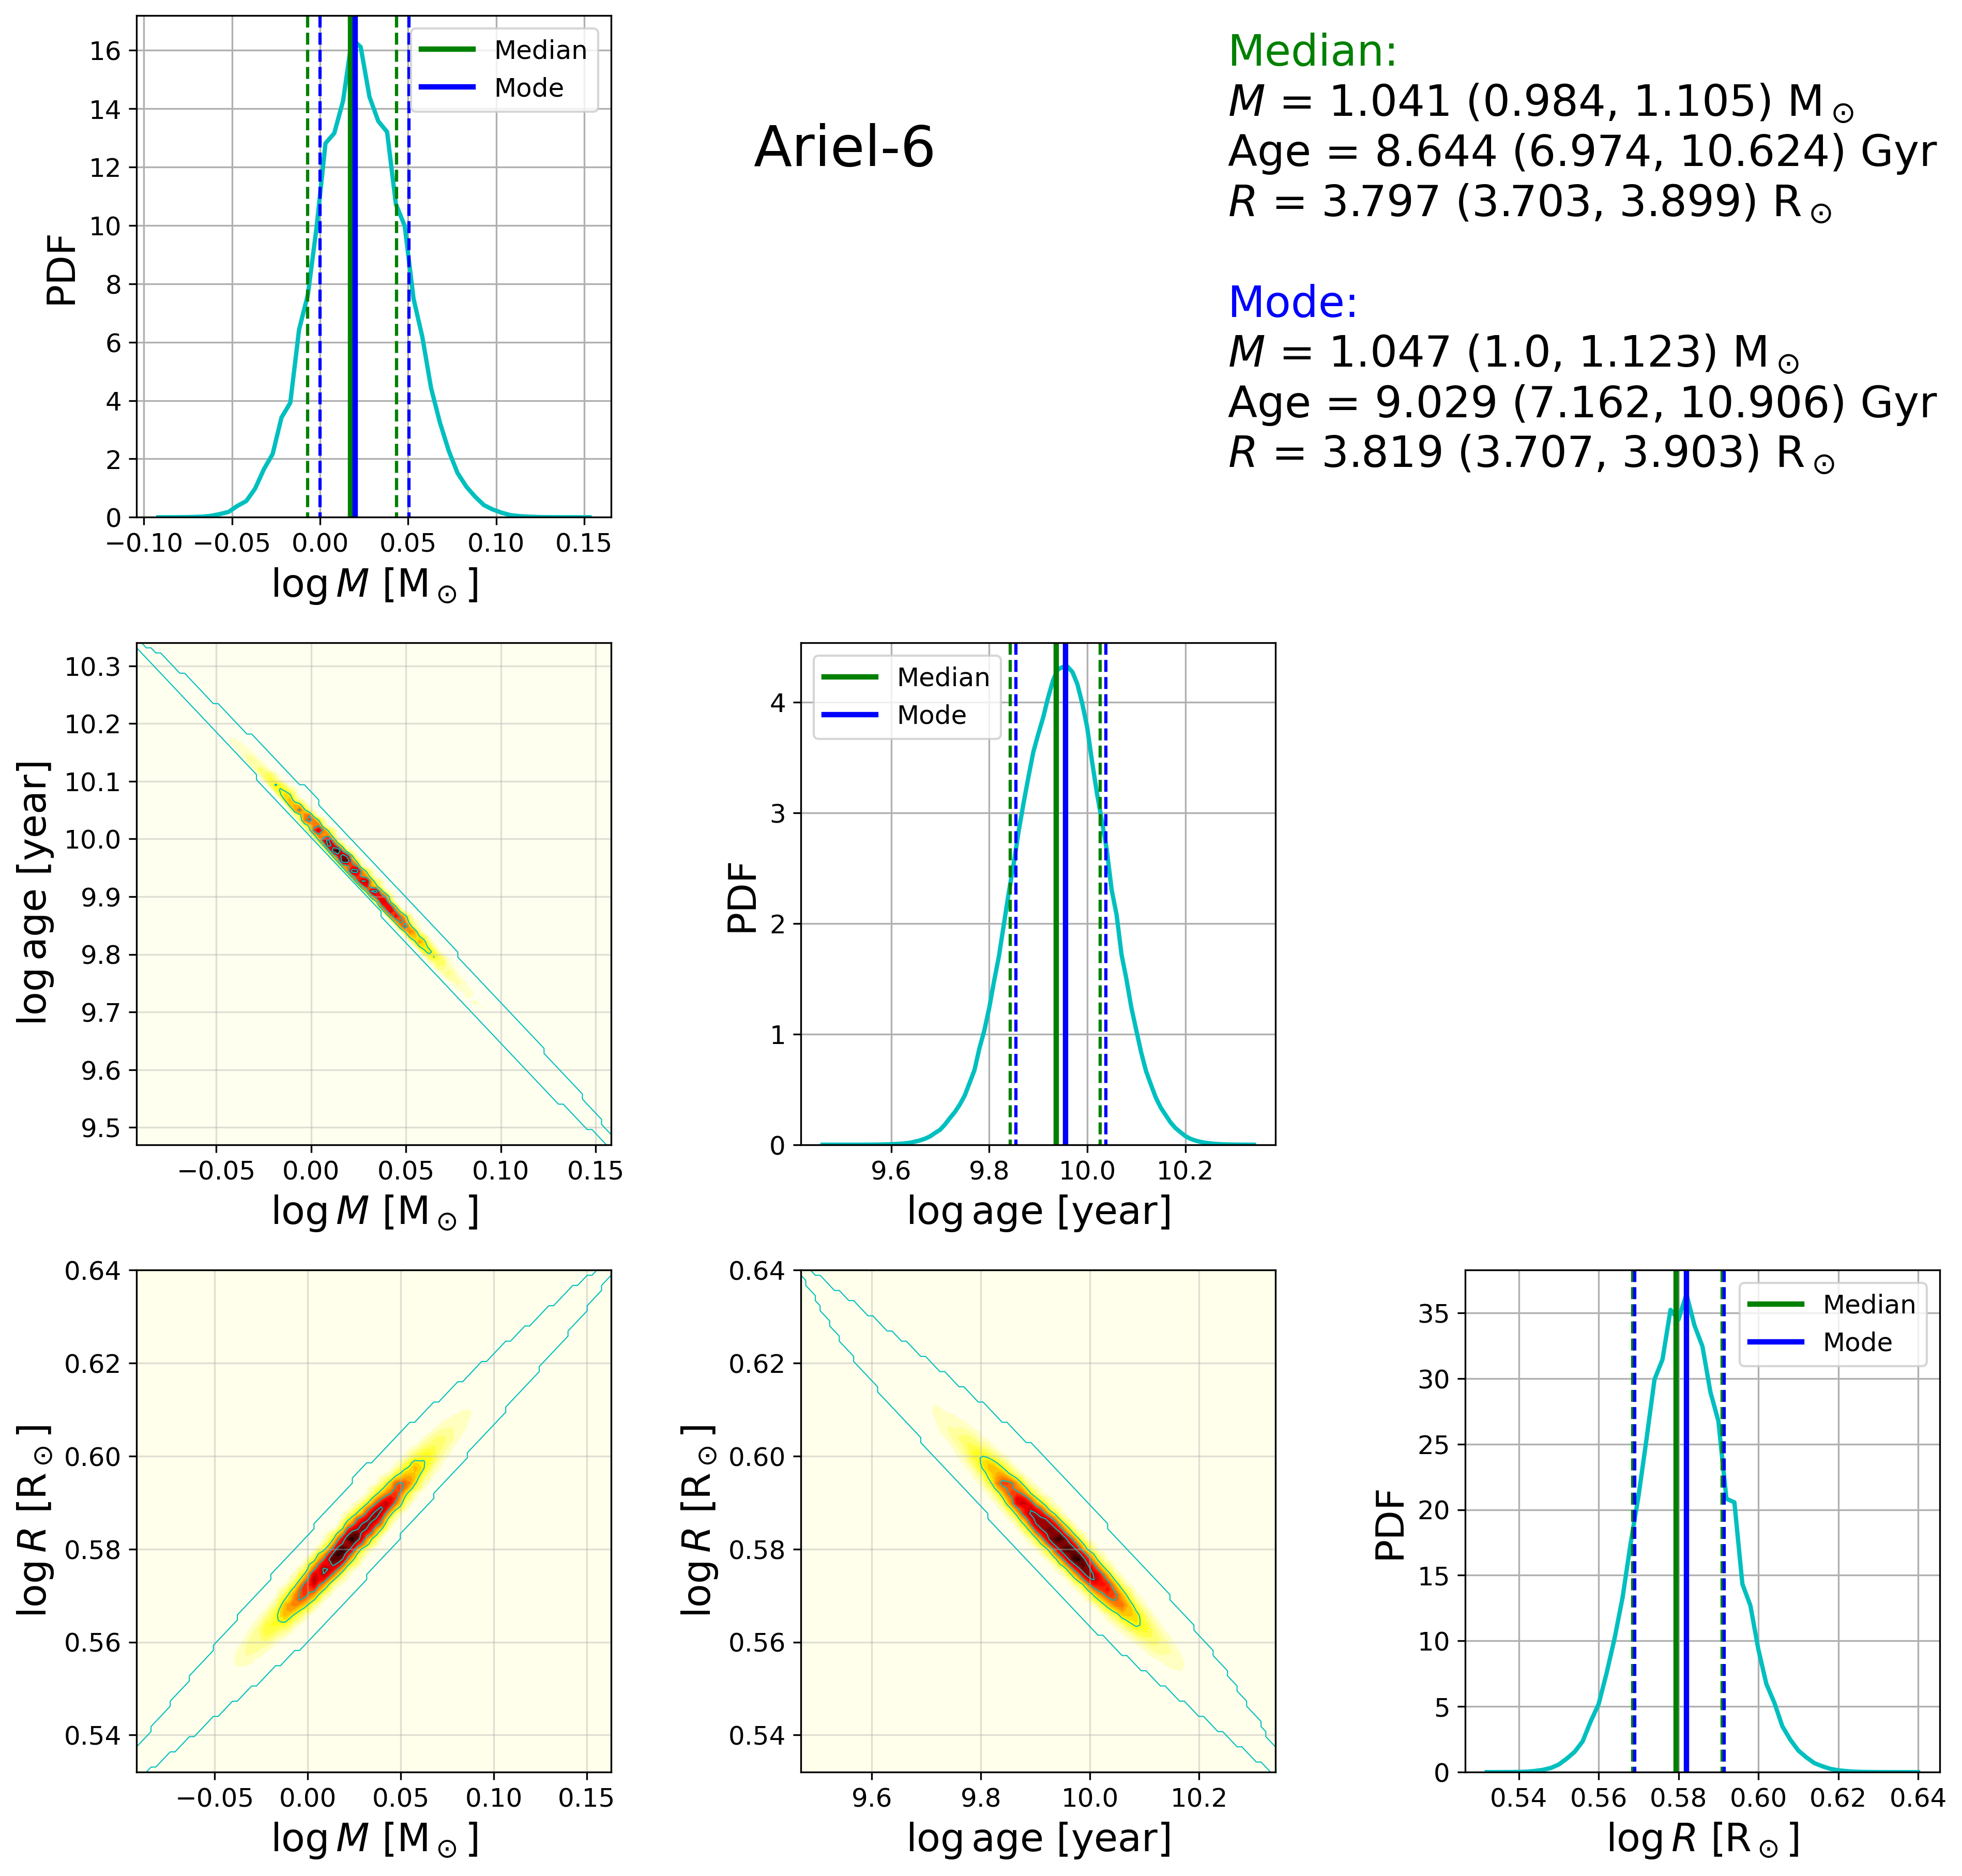 16
14
12
10
8
6
4
2
0
PDF
Median
Mode
−0.10 −0.05 0.00 0.05 0.10 0.15
log M [M⊙]
Ariel-6
Median:
M = 1.041 (0.984, 1.105) M⊙
Age = 8.644 (6.974, 10.624) Gyr
R = 3.797 (3.703, 3.899) R⊙
Mode:
M = 1.047 (1.0, 1.123) M⊙
Age = 9.029 (7.162, 10.906) Gyr
R = 3.819 (3.707, 3.903) R⊙
10.3
10.2
10.1
10.0
9.9
9.8
9.7
9.6
9.5
log age [year]
−0.05 0.00 0.05 0.10 0.15
log M [M⊙]
4
3
2
1
0
PDF
Median
Mode
9.6 9.8 10.0 10.2
log age [year]
0.64
0.62
0.60
0.58
0.56
0.54
log R [R⊙]
−0.05 0.00 0.05 0.10 0.15
log M [M⊙]
0.64
0.62
0.60
0.58
0.56
0.54
log R [R⊙]
9.6 9.8 10.0 10.2
log age [year]
35
30
25
20
15
10
5
0
PDF
Median
Mode
0.54 0.56 0.58 0.60 0.62 0.64
log R [R⊙]